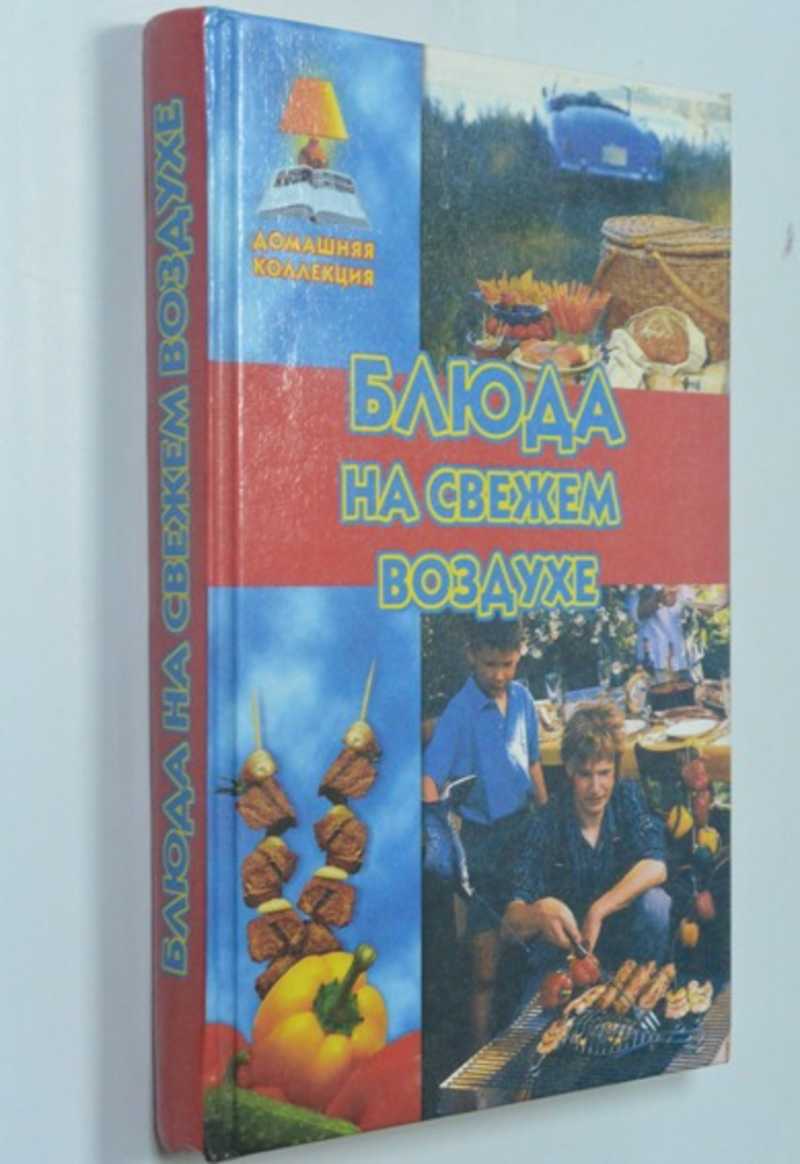 БЛЮДА НА СВЕЖЕМ ВОЗДУХЕ
ДОМАШНЯЯ
КОЛЛЕКЦИЯ
БЛЮДА
НА СВЕЖЕМ
ВОЗДУХЕ